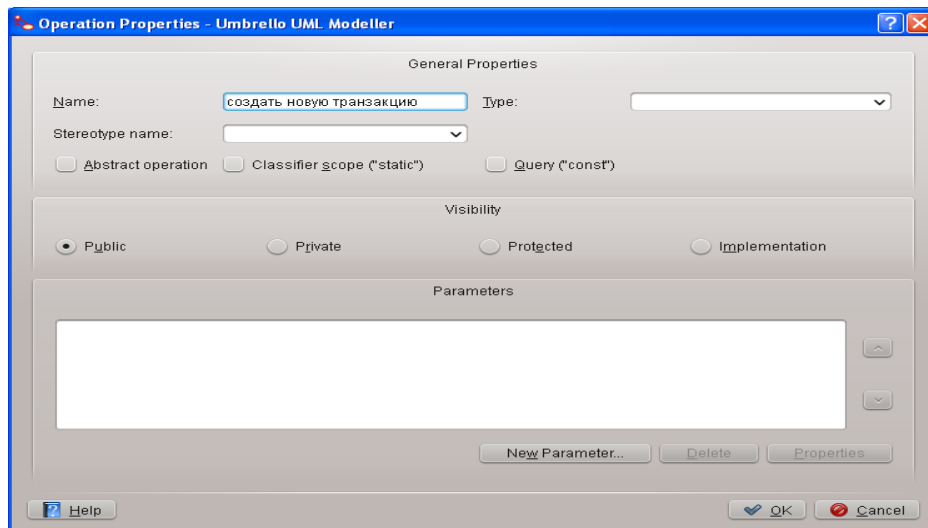 Operation Properties - Umbrello UML Modeller
General Properties
Name: создать новую транзакцию Type:
Stereotype name:
Abstract operation Classifier scope ("static") Query ("const")
Visibility
Public Private Protected Implementation
Parameters
New Parameter... Delete Properties
Help OK Cancel